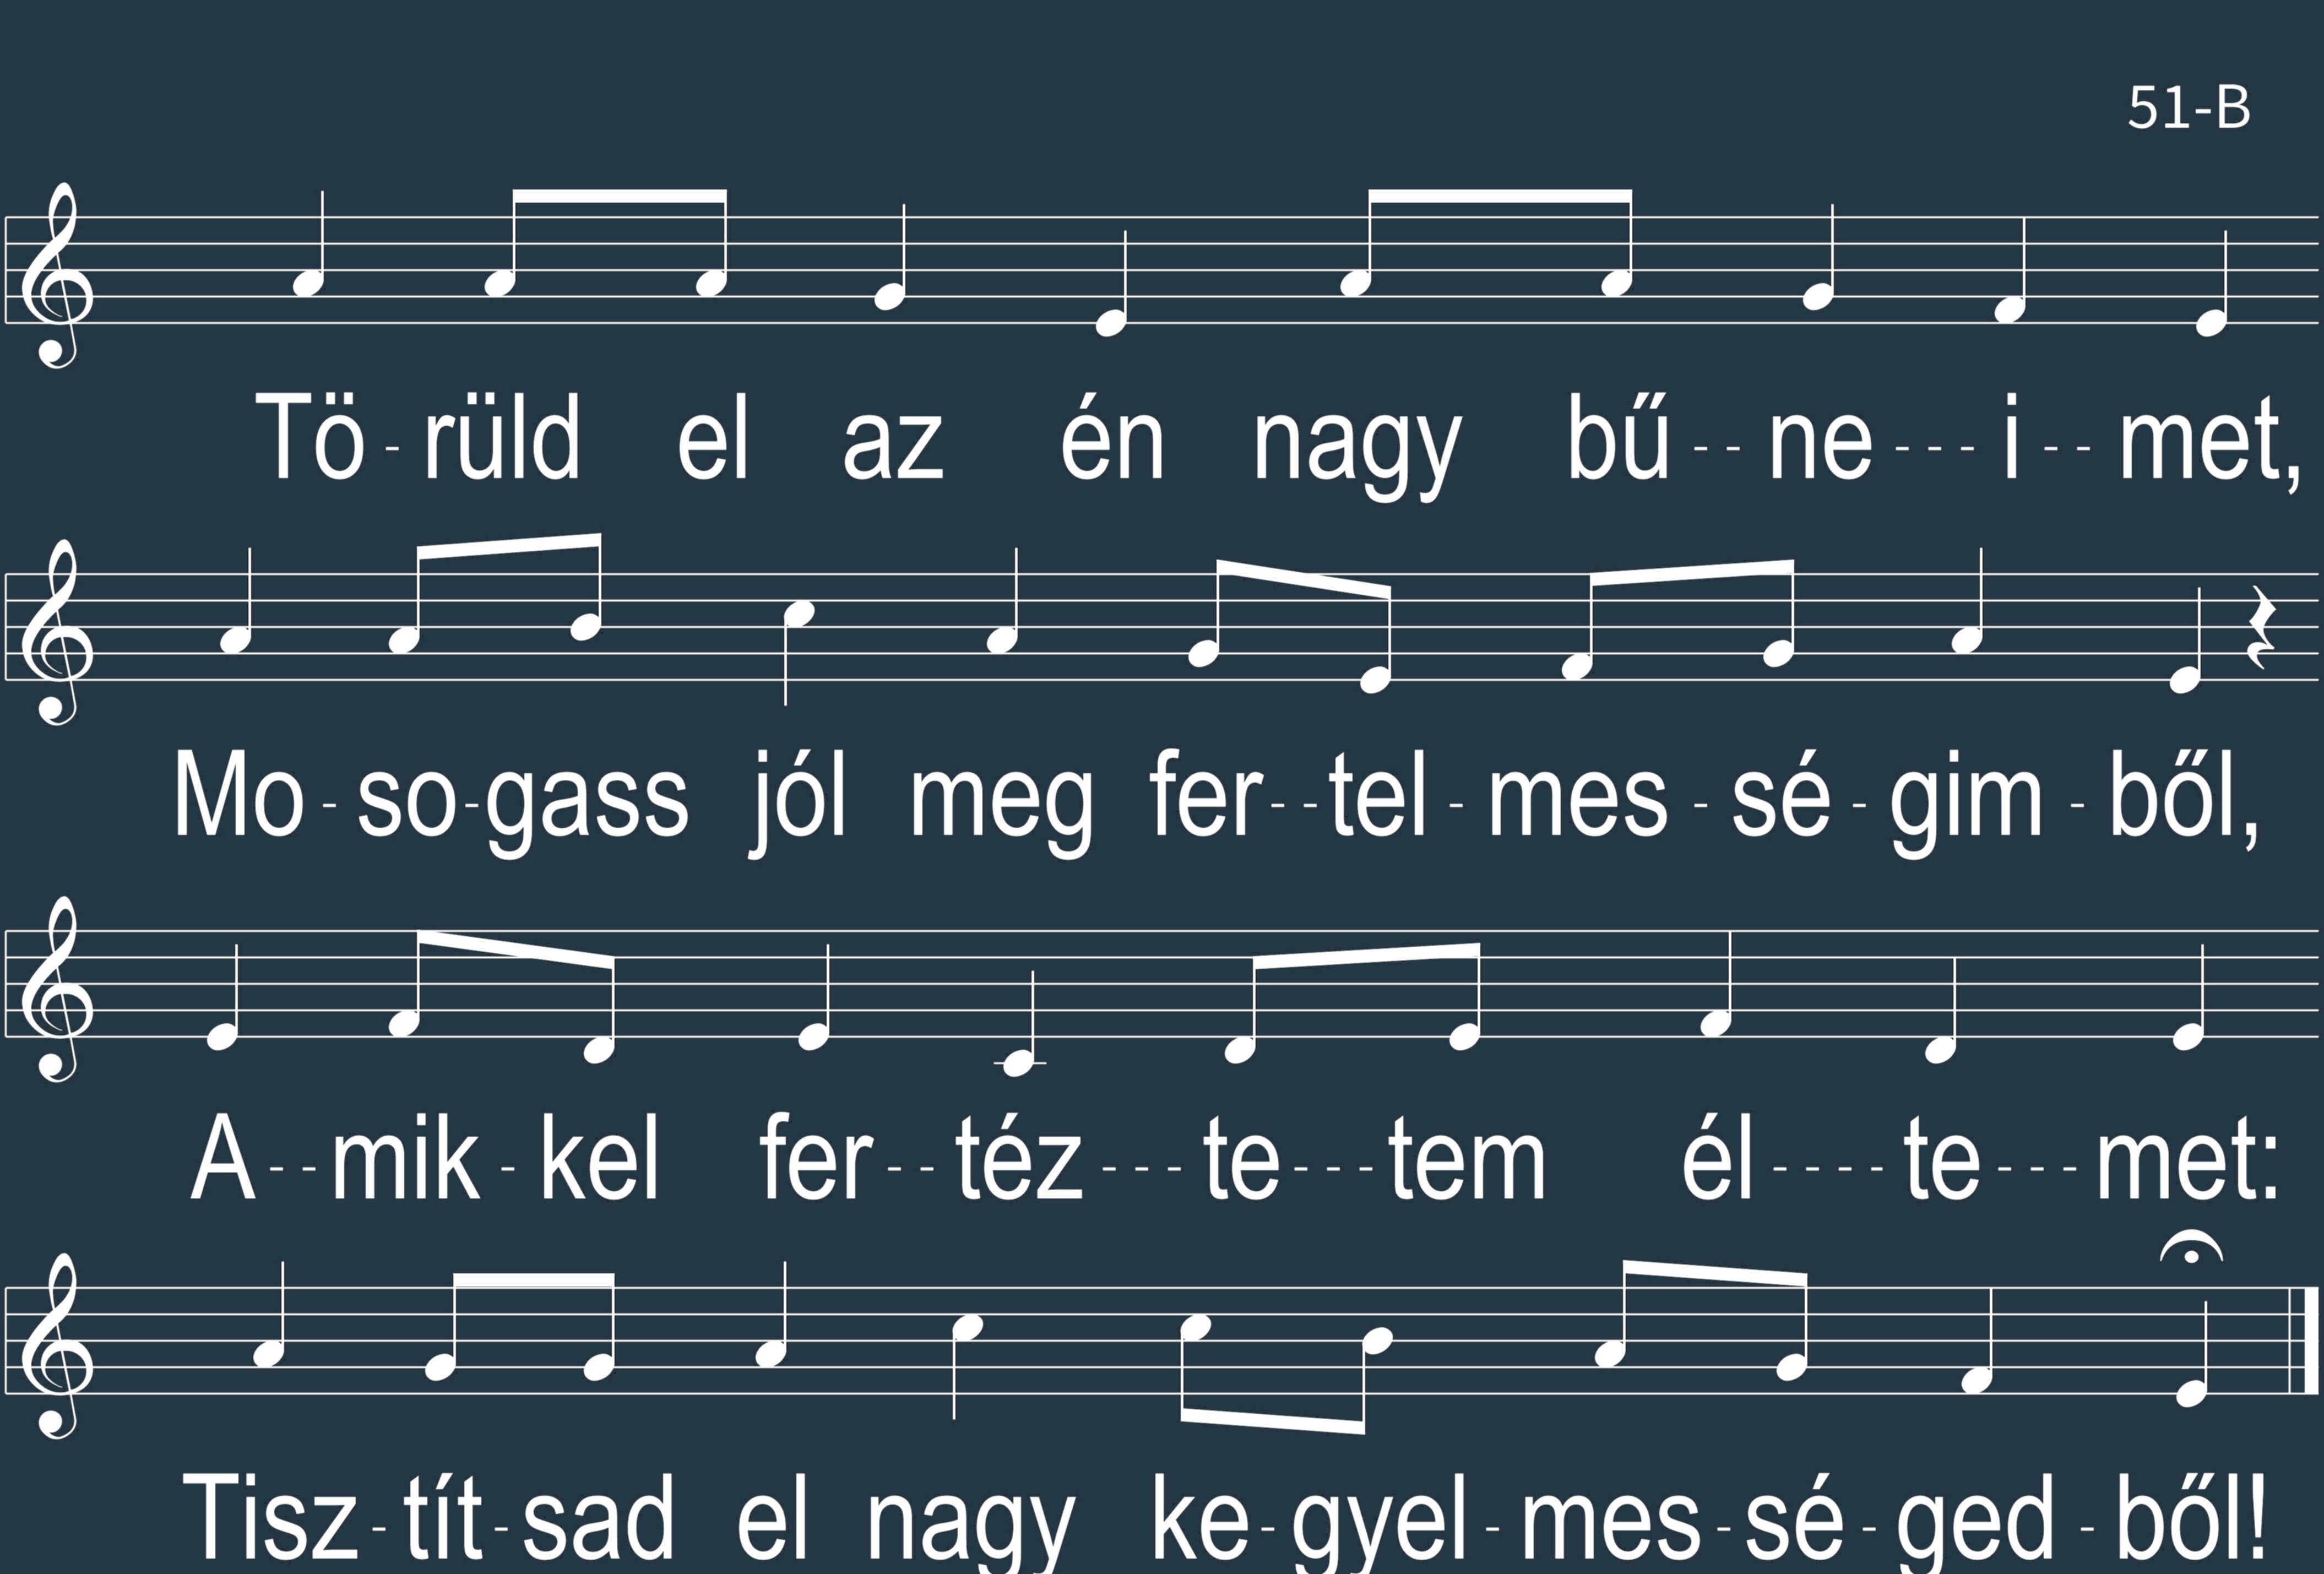 51-B
Tö-rüld el az én nagy bű--ne---i--met,
Mo-so-gass jól meg fer--tel-mes-sé-gim-ből,
A--mik-kel fer--téz---te---tem él----te---met:
Tisz-tít-sad el nagy ke-gyel-mes-sé-ged-ből!